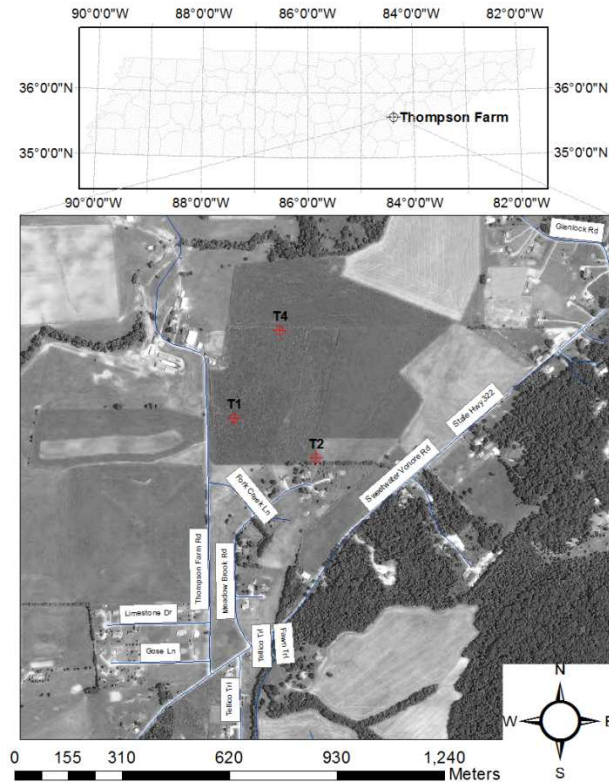 90°0'0"W 88°0'0"W 86°0'0"W 84°0'0"W 82°0'0"W
36°0'0"N 36°0'0"N
Thompson Farm
35°0'0"N 35°0'0"N
90°0'0"W 88°0'0"W 86°0'0"W 84°0'0"W 82°0'0"W
Glenlock Rd
T4
State Hwy 322
T1
T2
Sweetwater Vonore Rd
Fork Creek Ln
Thompson Farm Rd
Meadow Brook Rd
Limestone Dr
Gose Ln
Tellico Trl
Fawn Trl
Tellico Trl
N
W E
S
0 155 310 620 930 1,240
Meters